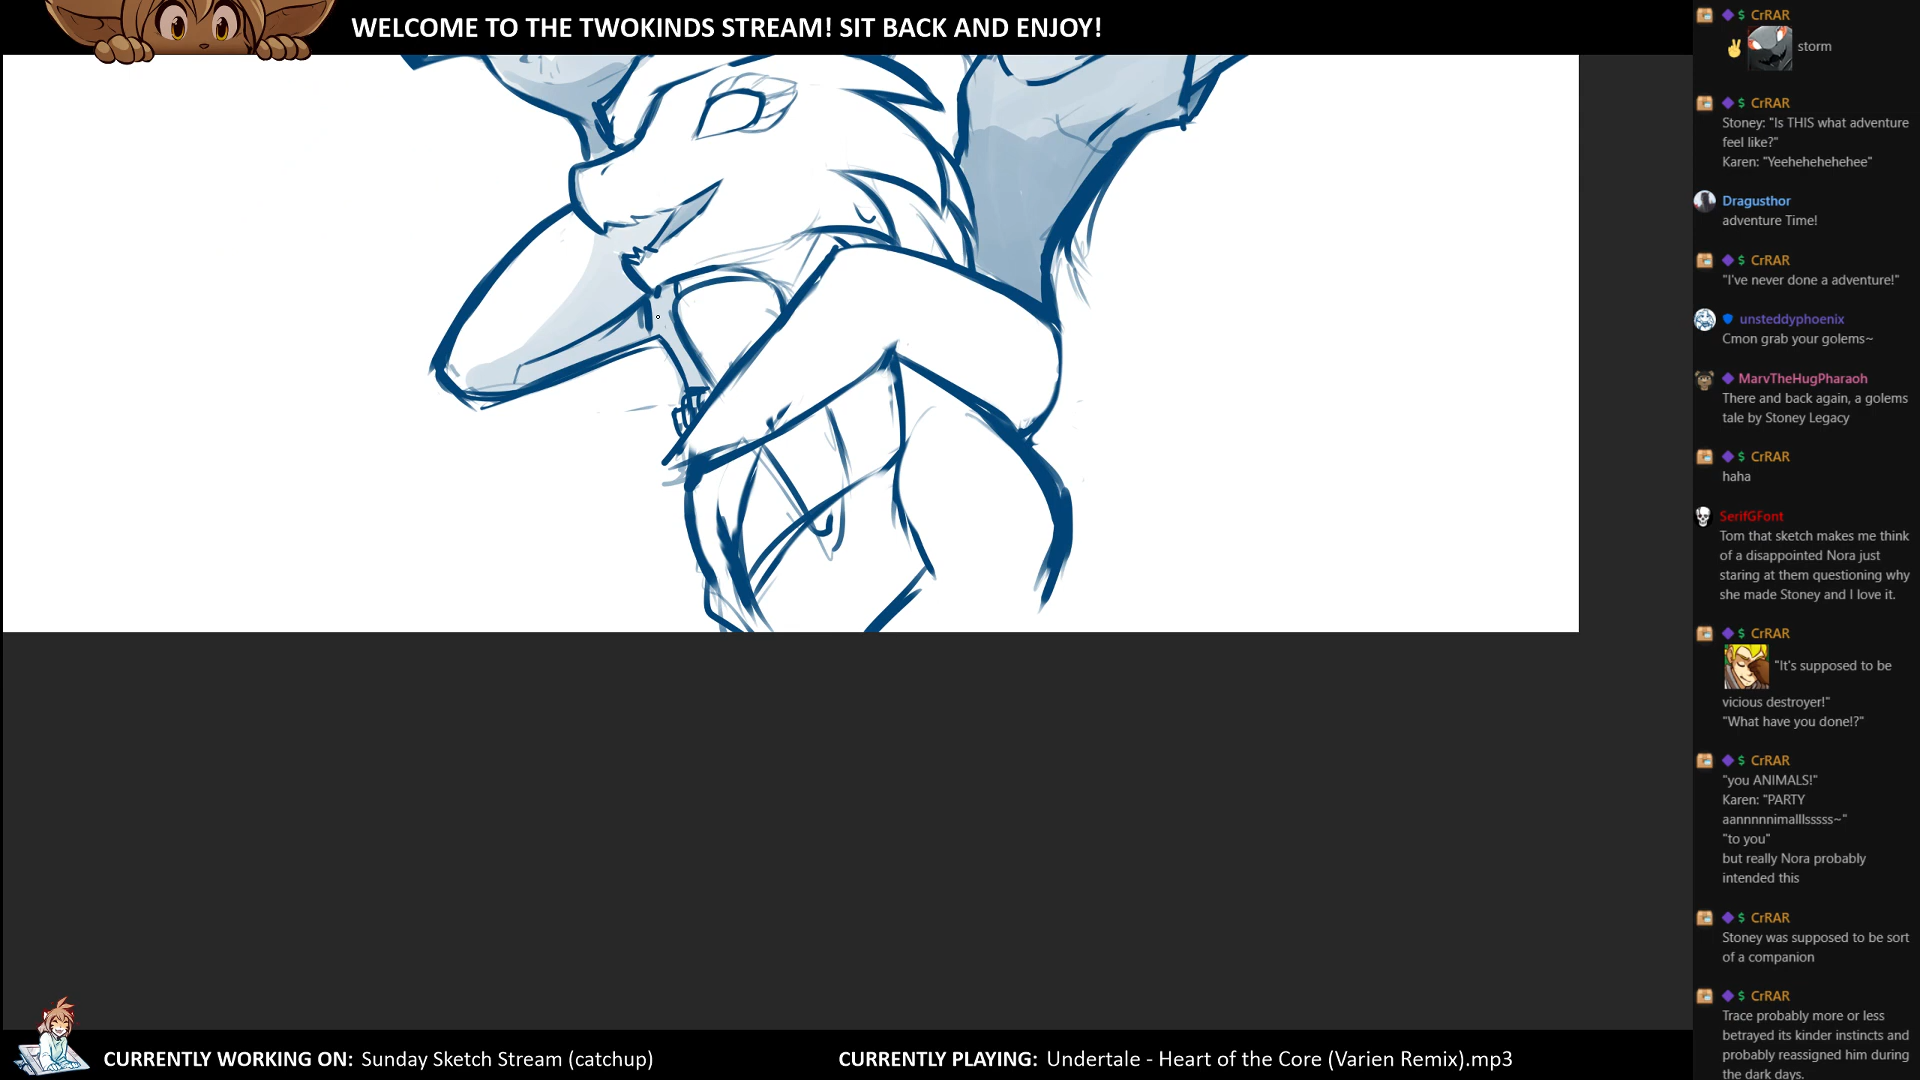 WELCOME TO THE TWOKINDS STREAM! SIT BACK AND ENJOY!
$ CrRAR
storm
$ CrRAR
Stoney: "Is THIS what adventure
feel like?"
Karen: "Yeehehehehehee"
Dragusthor
adventure Time!
$ CrRAR
"I've never done a adventure!"
unsteddyphoenix
Cmon grab your golems~
MarvTheHugPharaoh
There and back again, a golems
tale by Stoney Legacy
$ CrRAR
haha
SerifGFont
Tom that sketch makes me think
of a disappointed Nora just
staring at them questioning why
she made Stoney and I love it.
$ CrRAR
"It's supposed to be
vicious destroyer!"
"What have you done!?"
$ CrRAR
"you ANIMALS!"
Karen: "PARTY
aannnnnimalllsssss~"
"to you"
but really Nora probably
intended this
$ CrRAR
Stoney was supposed to be sort
of a companion
$ CrRAR
Trace probably more or less
betrayed its kinder instincts and
probably reassigned him during
the dark days.
CURRENTLY WORKING ON: Sunday Sketch Stream (catchup)
CURRENTLY PLAYING: Undertale - Heart of the Core (Varien Remix).mp3